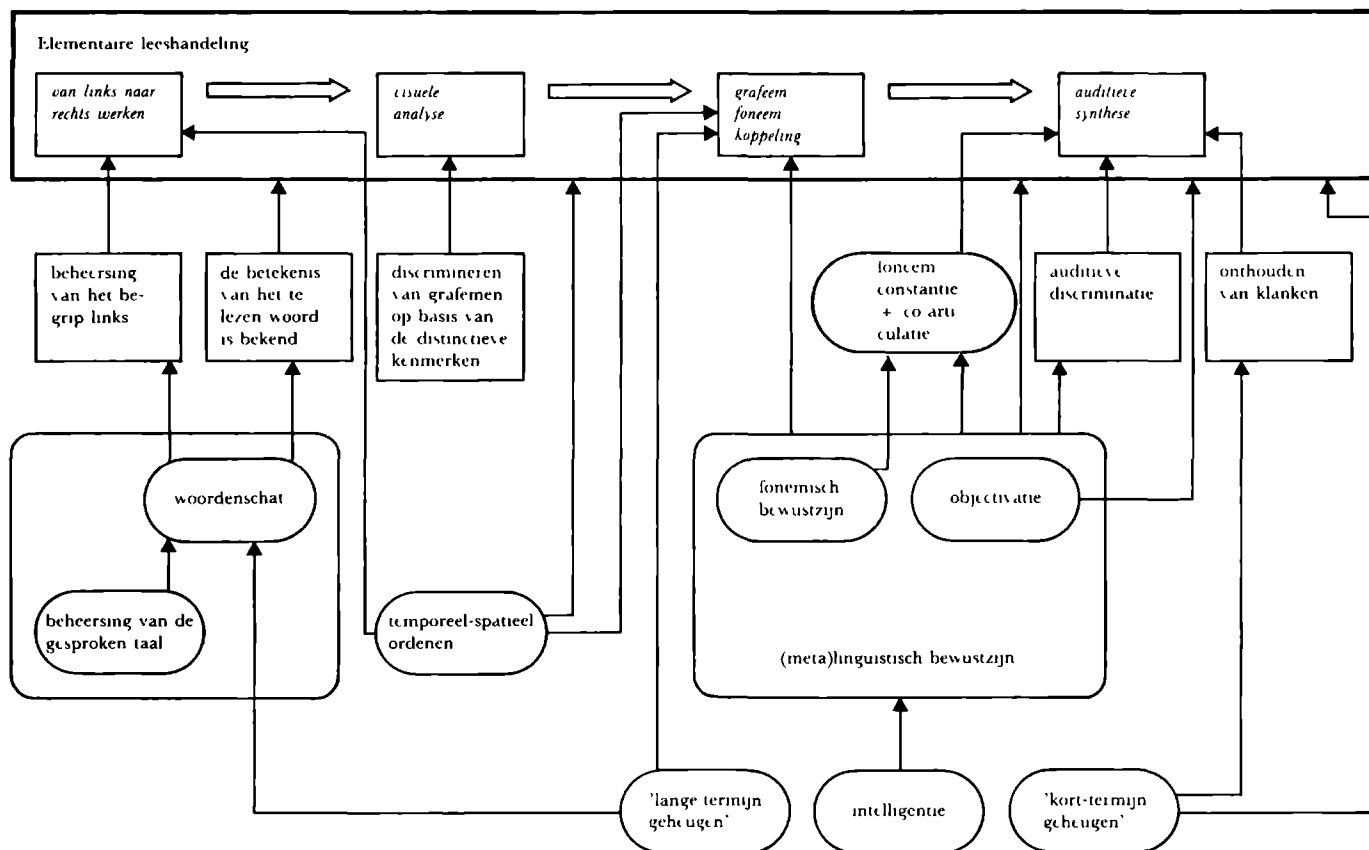 Elementaire leeshandeling
van links naar
rechts werken
visuele
analyse
grafeem
foneem
koppeling
auditieve
synthese
beheersing
van het be-
grip links
de betekenis
van het te
lezen woord
is bekend
discrimineren
van grafemen
op basis van
de distinctieve
kenmerken
foneem
constantie
+ co arti
culatie
auditieve
discriminatie
onthouden
van klanken
woordenschat
fonemisch
bewustzijn
objectivatie
beheersing van de
gesproken taal
temporeel-spatieel
ordenen
(meta)linguistisch bewustzijn
'lange termijn
geheugen'
intelligentie
'kort-termijn
geheugen'